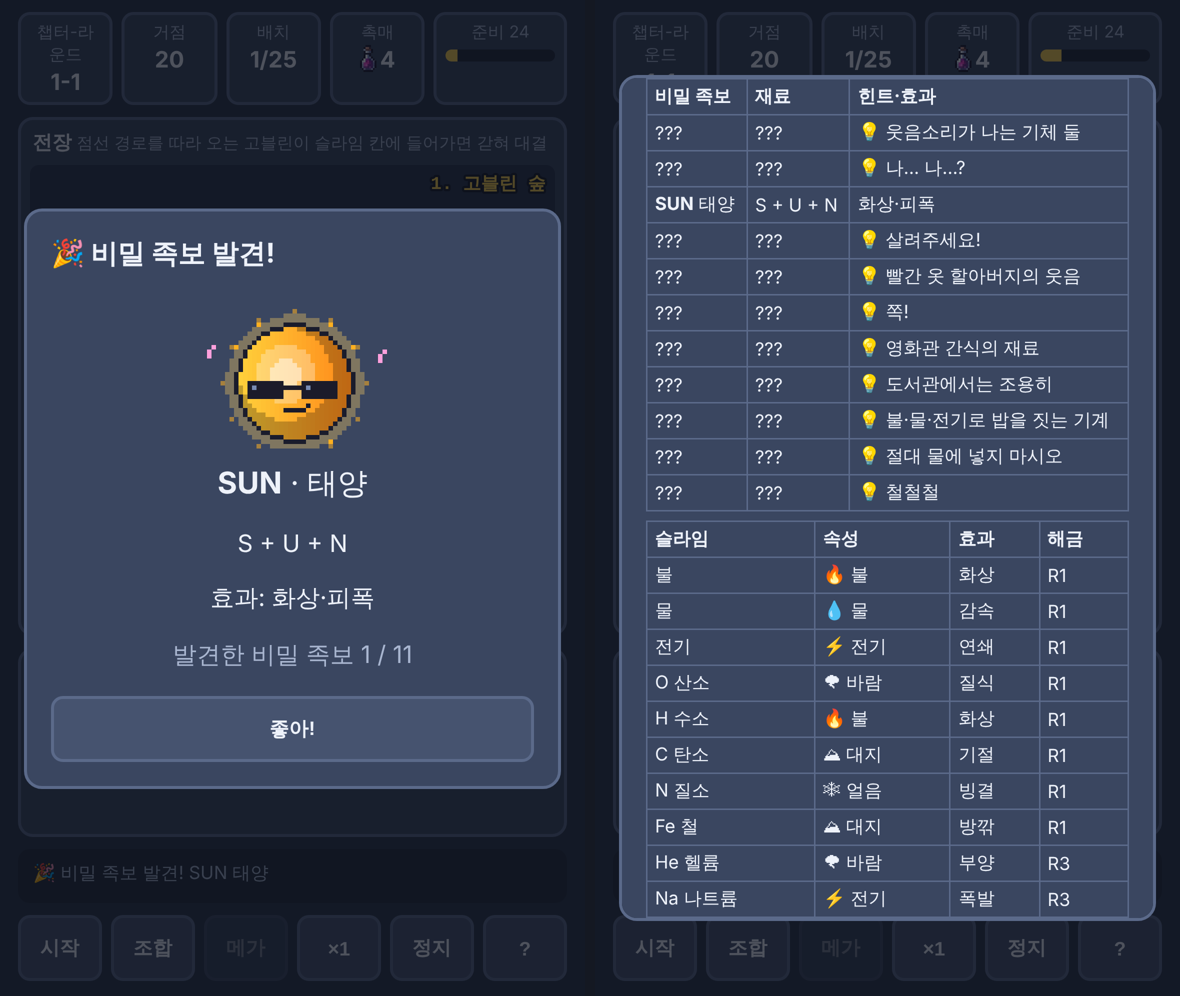 챕터-라
운드
1-1
거점
20
배치
1/25
촉매
4
준비 24
전장 점선 경로를 따라 오는 고블린이 슬라임 칸에 들어가면 갇혀 대결
1. 고블린 숲
🎉 비밀 족보 발견!
SUN · 태양
S + U + N
효과: 화상·피폭
발견한 비밀 족보 1 / 11
좋아!
🎉 비밀 족보 발견! SUN 태양
시작 조합 메가 ×1 정지 ?
챕터-라
운드
거점
20
배치
1/25
촉매
4
준비 24
비밀 족보 재료 힌트·효과
??? ??? 💡 웃음소리가 나는 기체 둘
??? ??? 💡 나... 나...?
SUN 태양 S + U + N 화상·피폭
??? ??? 💡 살려주세요!
??? ??? 💡 빨간 옷 할아버지의 웃음
??? ??? 💡 쪽!
??? ??? 💡 영화관 간식의 재료
??? ??? 💡 도서관에서는 조용히
??? ??? 💡 불·물·전기로 밥을 짓는 기계
??? ??? 💡 절대 물에 넣지 마시오
??? ??? 💡 철철철
슬라임 속성 효과 해금
불 🔥 불 화상 R1
물 💧 물 감속 R1
전기 ⚡ 전기 연쇄 R1
O 산소 🌪 바람 질식 R1
H 수소 🔥 불 화상 R1
C 탄소 ⛰ 대지 기절 R1
N 질소 ❄ 얼음 빙결 R1
Fe 철 ⛰ 대지 방깎 R1
He 헬륨 🌪 바람 부양 R3
Na 나트륨 ⚡ 전기 폭발 R3
시작 조합 메가 ×1 정지 ?